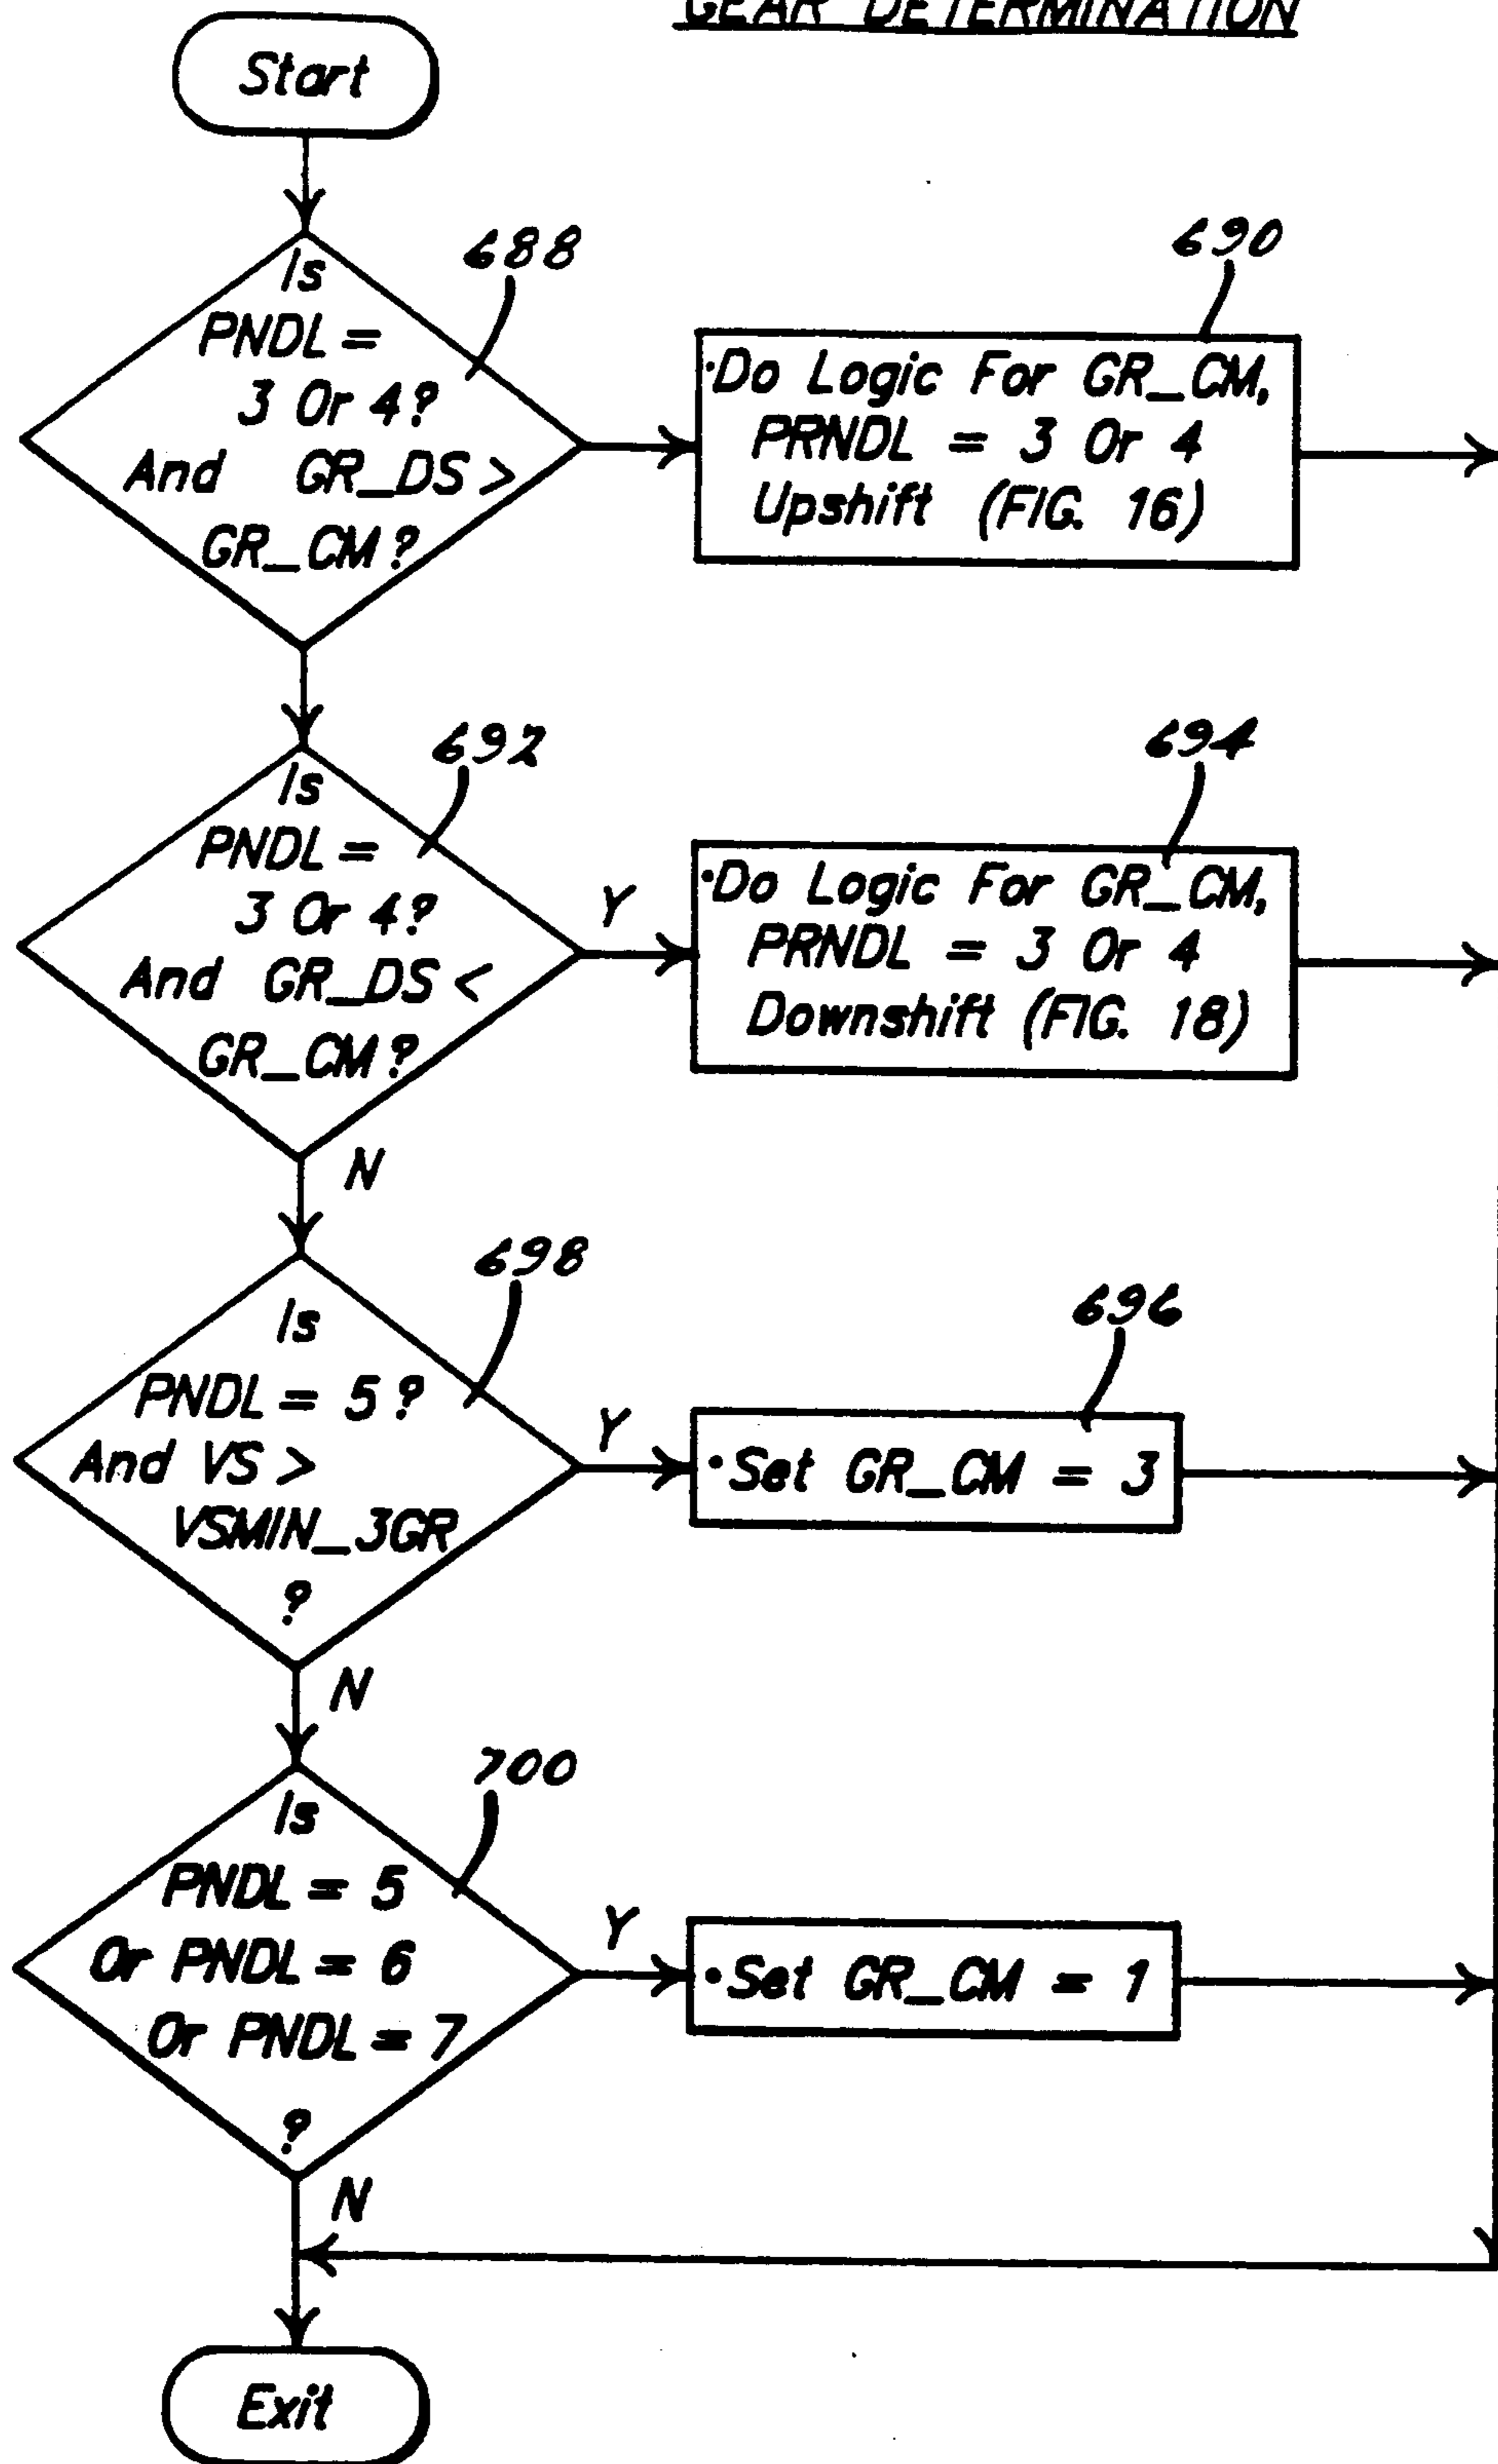 GEAR DETERMINATION
Start
688
Is
PNDL =
3 Or 4?
And GR_DS >
GR_CM?
690
•Do Logic For GR_CM,
PRNDL = 3 Or 4
Upshift (FIG. 16)
692
Is
PNDL =
3 Or 4?
And GR_DS <
GR_CM?
Y
N
694
•Do Logic For GR_CM,
PRNDL = 3 Or 4
Downshift (FIG. 18)
698
Is
PNDL = 5?
And VS >
VSMIN_3GR
?
Y
N
696
•Set GR_CM = 3
700
Is
PNDL = 5
Or PNDL = 6
Or PNDL = 7
?
Y
N
•Set GR_CM = 1
Exit